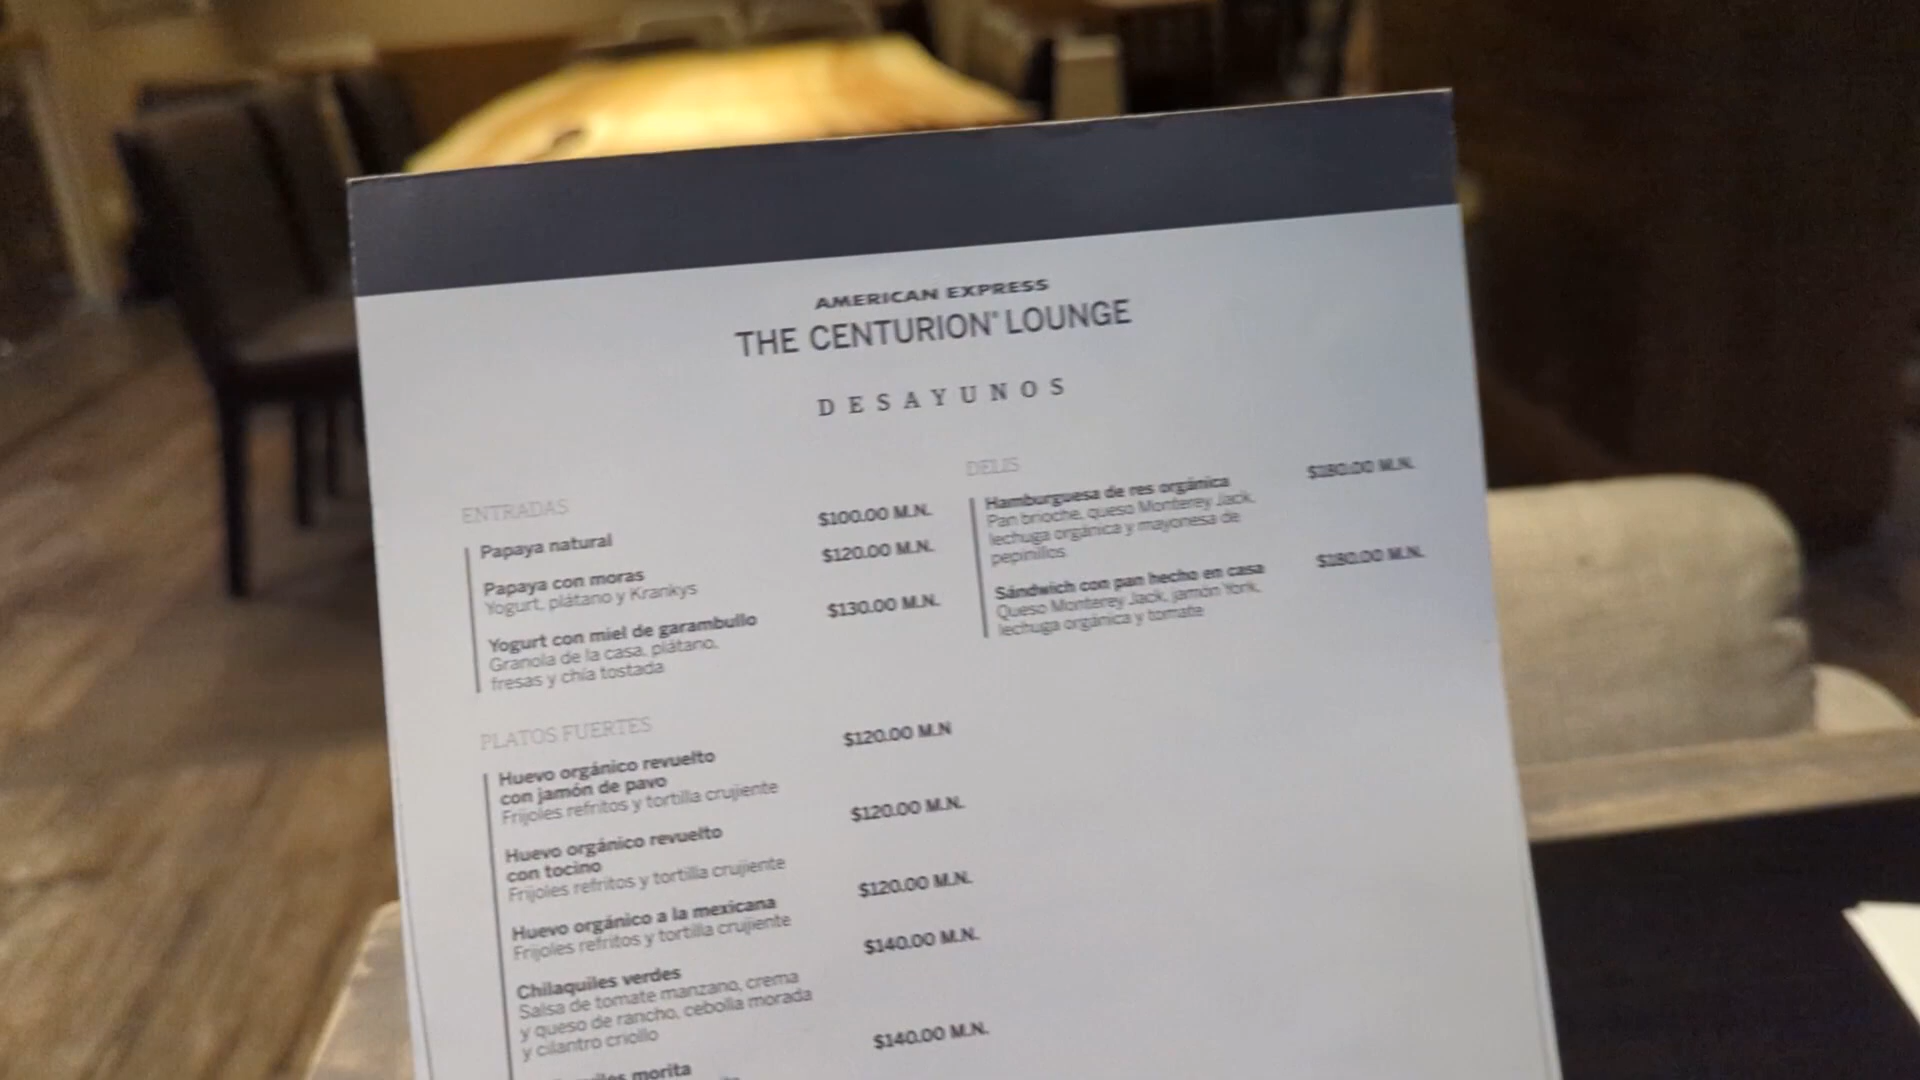 AMERICAN EXPRESS
THE CENTURION® LOUNGE
DESAYUNOS
ENTRADAS
Papaya natural $100.00 M.N.
Papaya con moras $120.00 M.N.
Yogurt, plátano y Krankys
Yogurt con miel de garambullo $130.00 M.N.
Granola de la casa, plátano,
fresas y chía tostada
PLATOS FUERTES
Huevo orgánico revuelto $120.00 M.N
con jamón de pavo
Frijoles refritos y tortilla crujiente
Huevo orgánico revuelto $120.00 M.N.
con tocino
Frijoles refritos y tortilla crujiente
Huevo orgánico a la mexicana $120.00 M.N.
Frijoles refritos y tortilla crujiente
Chilaquiles verdes $140.00 M.N.
Salsa de tomate manzano, crema
y queso de rancho, cebolla morada
y cilantro criollo
morita $140.00 M.N.
DELIS
Hamburguesa de res orgánica $180.00 M.N.
Pan brioche, queso Monterey Jack,
lechuga orgánica y mayonesa de
pepinillos
Sándwich con pan hecho en casa $180.00 M.N.
Queso Monterey Jack, jamón York,
lechuga orgánica y tomate